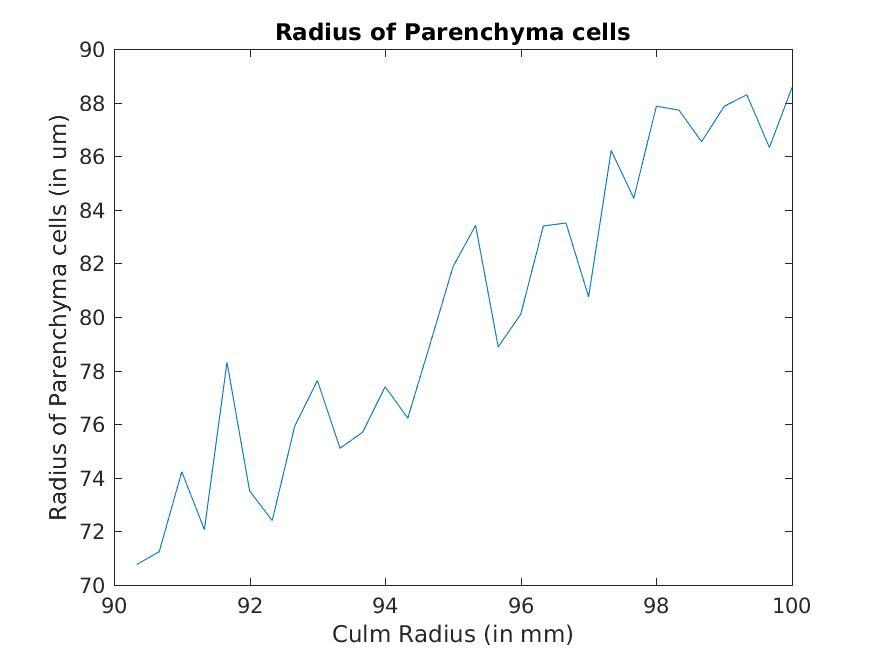 Radius of Parenchyma cells
90
88
86
84
82
80
78
76
74
72
70
Radius of Parenchyma cells (in um)
90 92 94 96 98 100
Culm Radius (in mm)